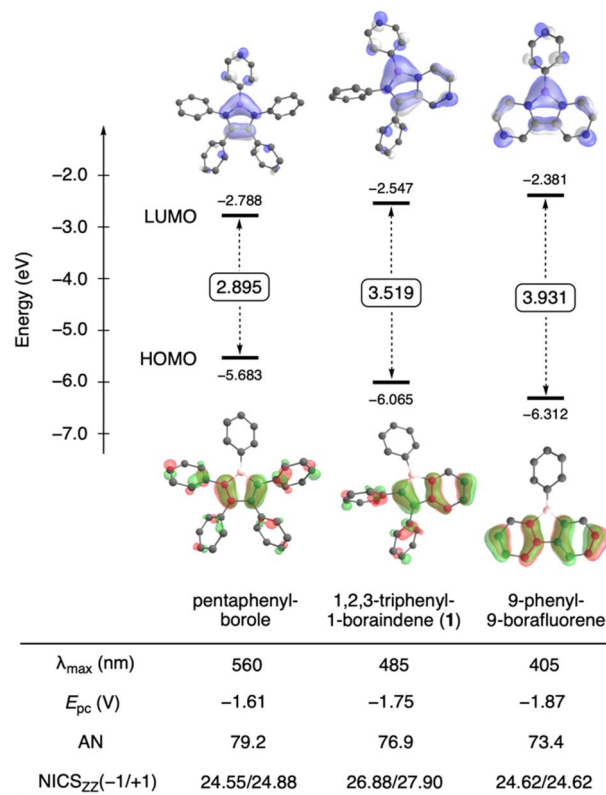 −2.0
−3.0
−4.0
−5.0
−6.0
−7.0
Energy (eV)
LUMO
HOMO
−2.788
2.895
−5.683
−2.547
3.519
−6.065
−2.381
3.931
−6.312
pentaphenyl-
borole
1,2,3-triphenyl-
1-boraindene (1)
9-phenyl-
9-borafluorene
λmax (nm) 560 485 405
Epc (V) −1.61 −1.75 −1.87
AN 79.2 76.9 73.4
NICSZZ(−1/+1) 24.55/24.88 26.88/27.90 24.62/24.62